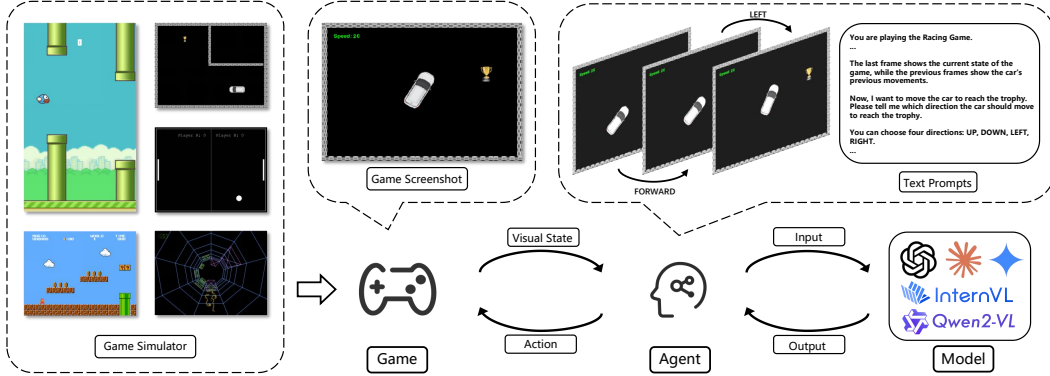 Speed: 20
LEFT
FORWARD
You are playing the Racing Game.
...
The last frame shows the current state of the
game, while the previous frames show the car's
previous movements.
Now, I want to move the car to reach the trophy.
Please tell me which direction the car should move
to reach the trophy.
You can choose four directions: UP, DOWN, LEFT,
RIGHT.
...
Game Screenshot
Text Prompts
Visual State
Input
InternVL
Qwen2-VL
Game Simulator
Action
Output
Game
Agent
Model